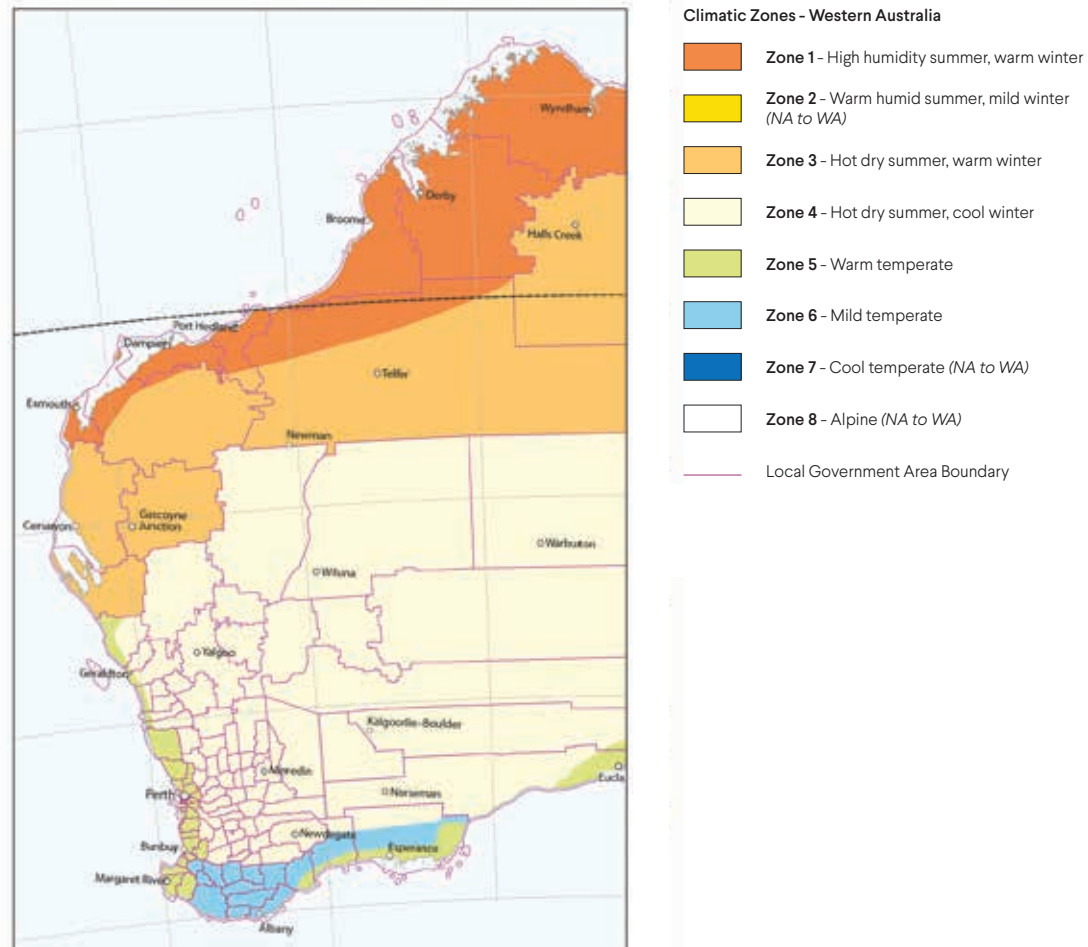 Climatic Zones - Western Australia
Zone 1 - High humidity summer, warm winter
Zone 2 - Warm humid summer, mild winter
(NA to WA)
Zone 3 - Hot dry summer, warm winter
Zone 4 - Hot dry summer, cool winter
Zone 5 - Warm temperate
Zone 6 - Mild temperate
Zone 7 - Cool temperate (NA to WA)
Zone 8 - Alpine (NA to WA)
Local Government Area Boundary
Wyndham
Derby
Broome
Halls Creek
Port Hedland
Dampier
Telfer
Exmouth
Newman
Carnarvon
Gascoyne
Junction
Warburton
Wiluna
Yalgoo
Geraldton
Kalgoorlie-Boulder
Merredin
Eucla
Perth
Norseman
Newdegate
Bunbuy
Esperance
Margaret River
Albany